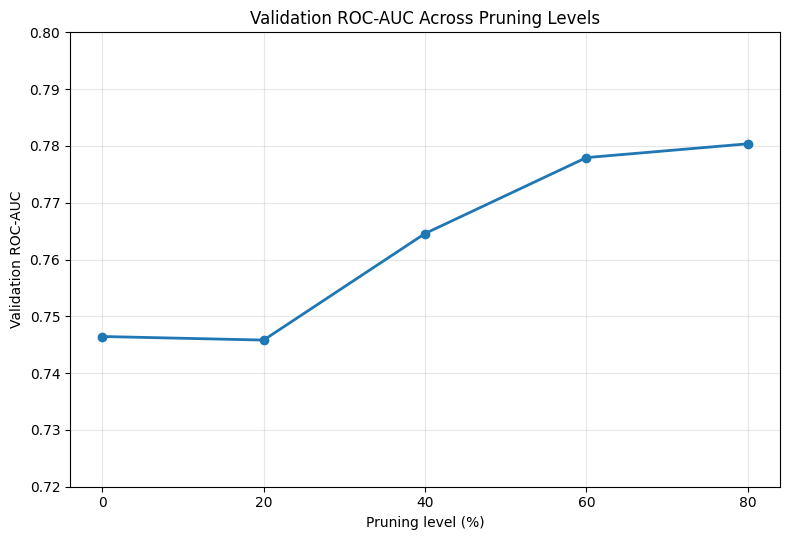 Validation ROC-AUC Across Pruning Levels
Validation ROC-AUC
0.80
0.79
0.78
0.77
0.76
0.75
0.74
0.73
0.72
0 20 40 60 80
Pruning level (%)